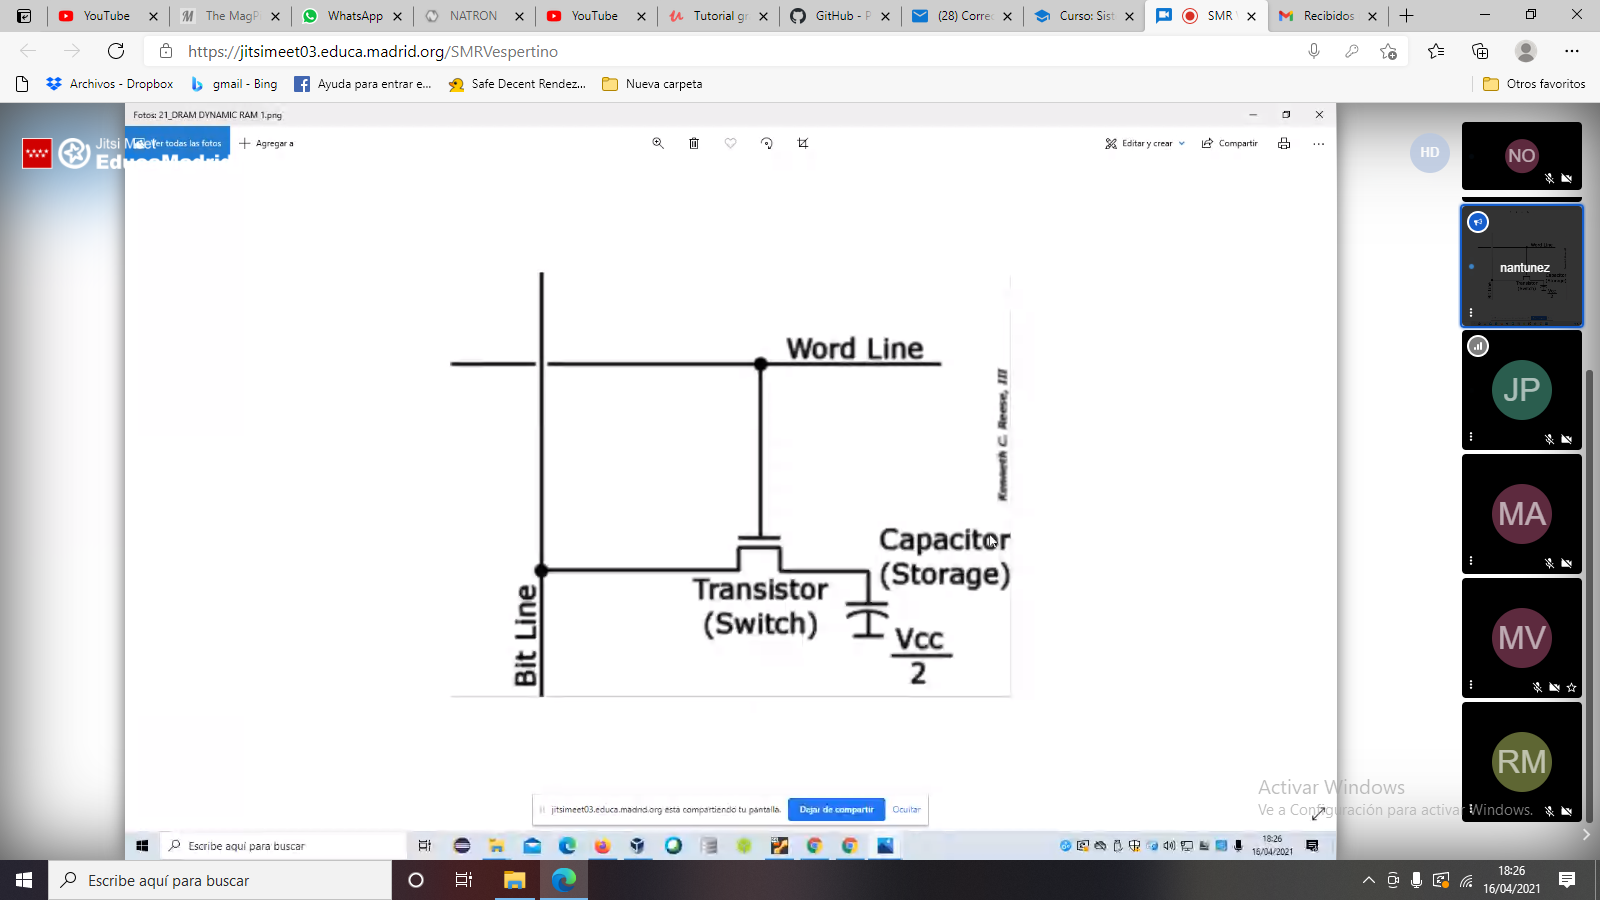 YouTube
The MagP
WhatsApp
NATRON
YouTube
Tutorial gr
GitHub - P
(28) Correo
Curso: Sist
SMR V
Recibidos
https://jitsimeet03.educa.madrid.org/SMRVespertino
Archivos - Dropbox
gmail - Bing
Ayuda para entrar e...
Safe Decent Rendez...
Nueva carpeta
Otros favoritos
Fotos: 21_DRAM DYNAMIC RAM 1.png
Jitsi Meet
EducaMadrid
Ver todas las fotos
Agregar a
Editar y crear
Compartir
HD
NO
nantunez
JP
MA
MV
RM
Word Line
Kenneth C. Reese, III
Capacitor
(Storage)
Transistor
(Switch)
Vcc
2
Bit Line
jitsimeet03.educa.madrid.org está compartiendo tu pantalla.
Dejar de compartir
Ocultar
Activar Windows
Ve a Configuración para activar Windows.
Escribe aquí para buscar
18:26
16/04/2021
Escribe aquí para buscar
18:26
16/04/2021